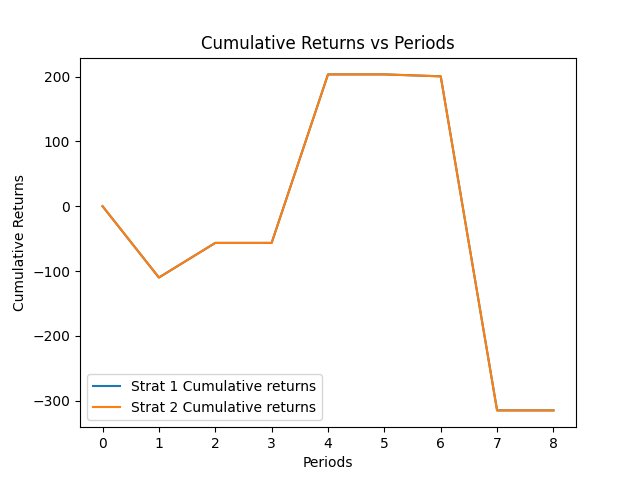 Cumulative Returns vs Periods
200
100
0
−100
−200
−300
Cumulative Returns
Strat 1 Cumulative returns
Strat 2 Cumulative returns
0 1 2 3 4 5 6 7 8
Periods